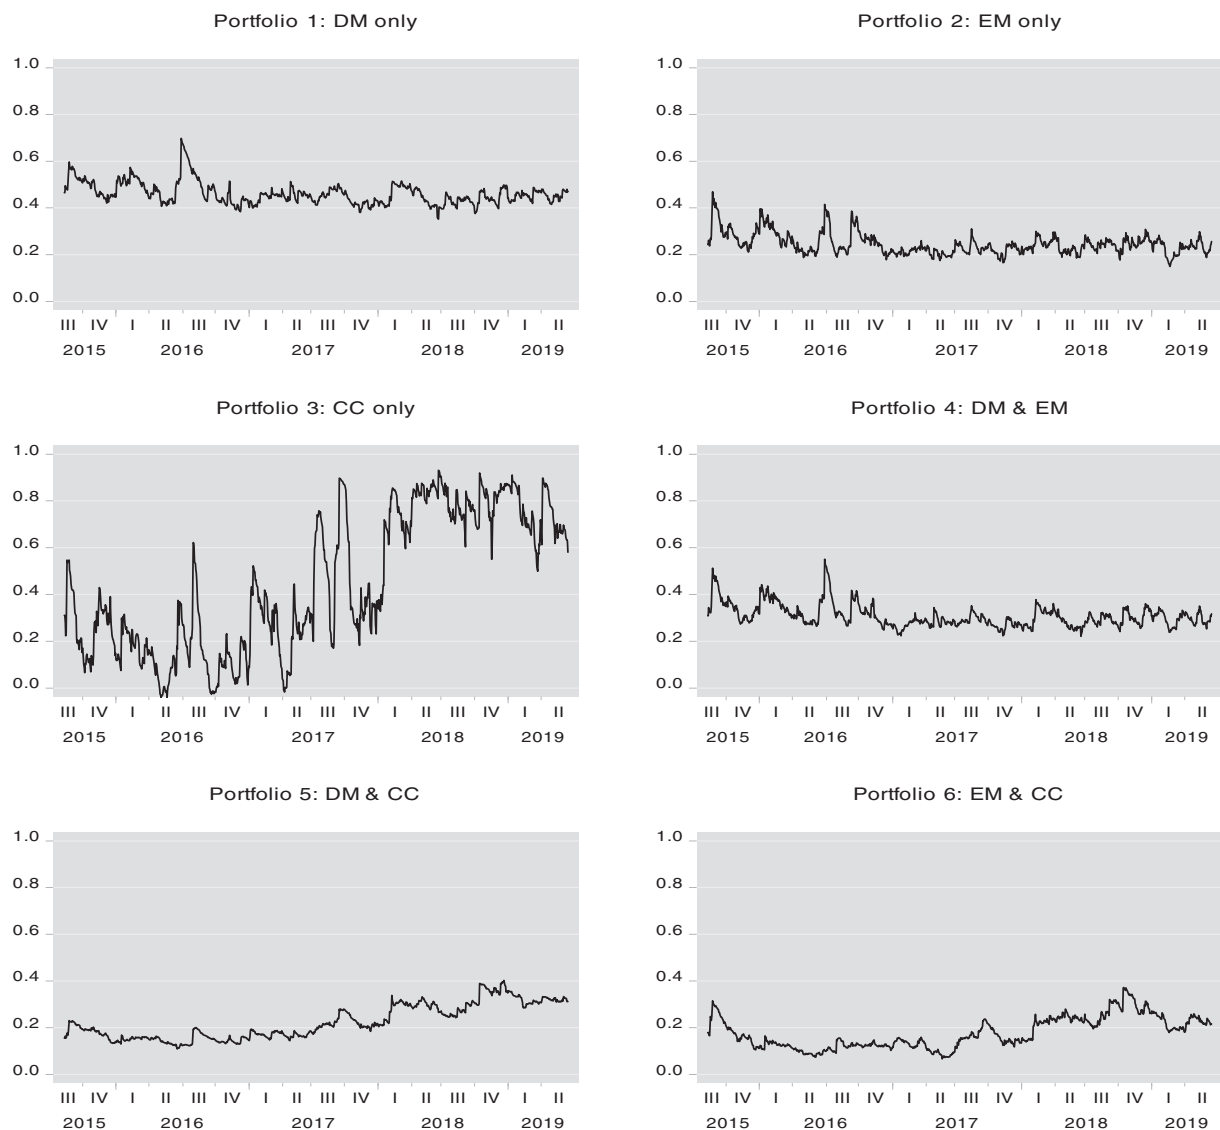 Portfolio 1: DM only
1.0
0.8
0.6
0.4
0.2
0.0
III IV I II III IV I II III IV I II III IV I II
2015 2016 2017 2018 2019
Portfolio 2: EM only
1.0
0.8
0.6
0.4
0.2
0.0
III IV I II III IV I II III IV I II III IV I II
2015 2016 2017 2018 2019
Portfolio 3: CC only
1.0
0.8
0.6
0.4
0.2
0.0
III IV I II III IV I II III IV I II III IV I II
2015 2016 2017 2018 2019
Portfolio 4: DM & EM
1.0
0.8
0.6
0.4
0.2
0.0
III IV I II III IV I II III IV I II III IV I II
2015 2016 2017 2018 2019
Portfolio 5: DM & CC
1.0
0.8
0.6
0.4
0.2
0.0
III IV I II III IV I II III IV I II III IV I II
2015 2016 2017 2018 2019
Portfolio 6: EM & CC
1.0
0.8
0.6
0.4
0.2
0.0
III IV I II III IV I II III IV I II III IV I II
2015 2016 2017 2018 2019